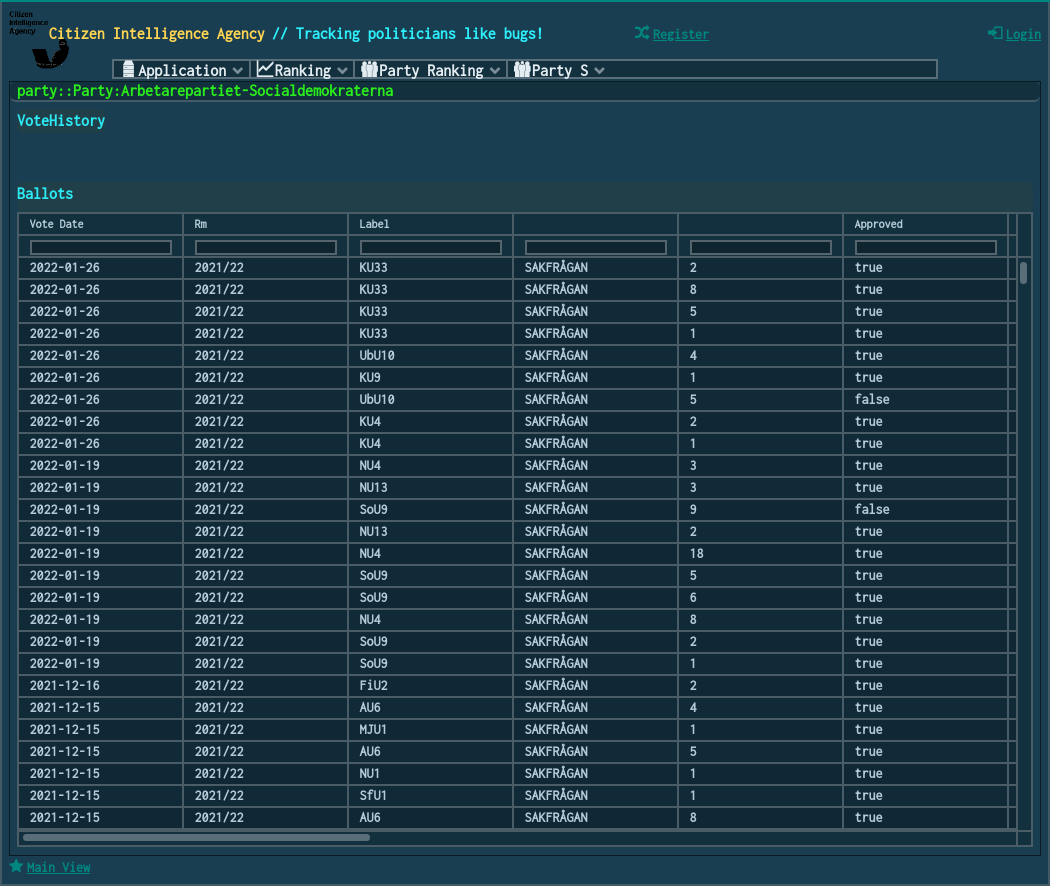 Citizen
Intelligence
Agency
Citizen Intelligence Agency // Tracking politicians like bugs!
Register
Login
Application Ranking Party Ranking Party S
party::Party:Arbetarepartiet-Socialdemokraterna
VoteHistory
Ballots
Vote Date Rm Label Approved
2022-01-26 2021/22 KU33 SAKFRÅGAN 2 true
2022-01-26 2021/22 KU33 SAKFRÅGAN 8 true
2022-01-26 2021/22 KU33 SAKFRÅGAN 5 true
2022-01-26 2021/22 KU33 SAKFRÅGAN 1 true
2022-01-26 2021/22 UbU10 SAKFRÅGAN 4 true
2022-01-26 2021/22 KU9 SAKFRÅGAN 1 true
2022-01-26 2021/22 UbU10 SAKFRÅGAN 5 false
2022-01-26 2021/22 KU4 SAKFRÅGAN 2 true
2022-01-26 2021/22 KU4 SAKFRÅGAN 1 true
2022-01-19 2021/22 NU4 SAKFRÅGAN 3 true
2022-01-19 2021/22 NU13 SAKFRÅGAN 3 true
2022-01-19 2021/22 SoU9 SAKFRÅGAN 9 false
2022-01-19 2021/22 NU13 SAKFRÅGAN 2 true
2022-01-19 2021/22 NU4 SAKFRÅGAN 18 true
2022-01-19 2021/22 SoU9 SAKFRÅGAN 5 true
2022-01-19 2021/22 SoU9 SAKFRÅGAN 6 true
2022-01-19 2021/22 NU4 SAKFRÅGAN 8 true
2022-01-19 2021/22 SoU9 SAKFRÅGAN 2 true
2022-01-19 2021/22 SoU9 SAKFRÅGAN 1 true
2021-12-16 2021/22 FiU2 SAKFRÅGAN 2 true
2021-12-15 2021/22 AU6 SAKFRÅGAN 4 true
2021-12-15 2021/22 MJU1 SAKFRÅGAN 1 true
2021-12-15 2021/22 AU6 SAKFRÅGAN 5 true
2021-12-15 2021/22 NU1 SAKFRÅGAN 1 true
2021-12-15 2021/22 SfU1 SAKFRÅGAN 1 true
2021-12-15 2021/22 AU6 SAKFRÅGAN 8 true
Main View